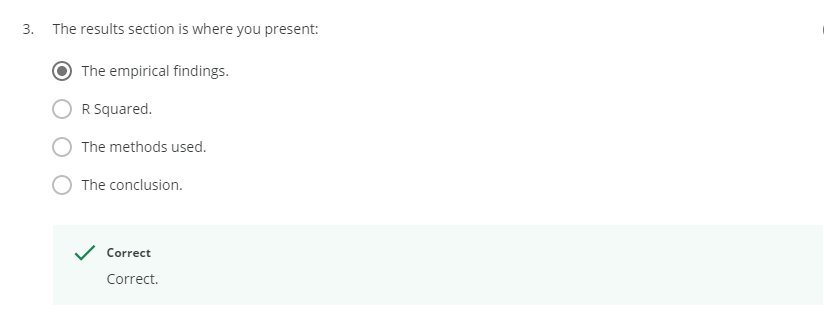 3. The results section is where you present:
The empirical findings.
R Squared.
The methods used.
The conclusion.
Correct
Correct.